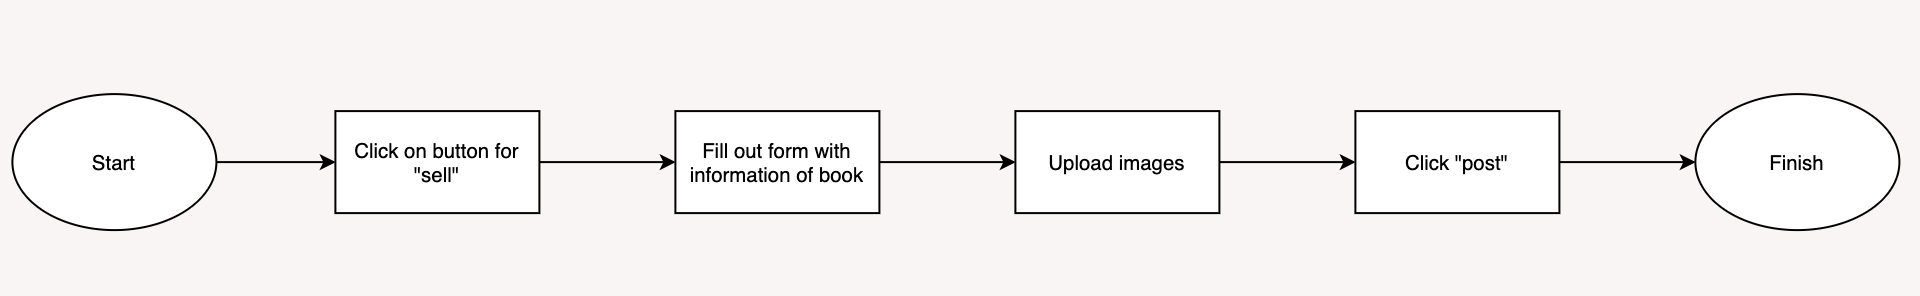 Start
Click on button for
"sell"
Fill out form with
information of book
Upload images
Click "post"
Finish